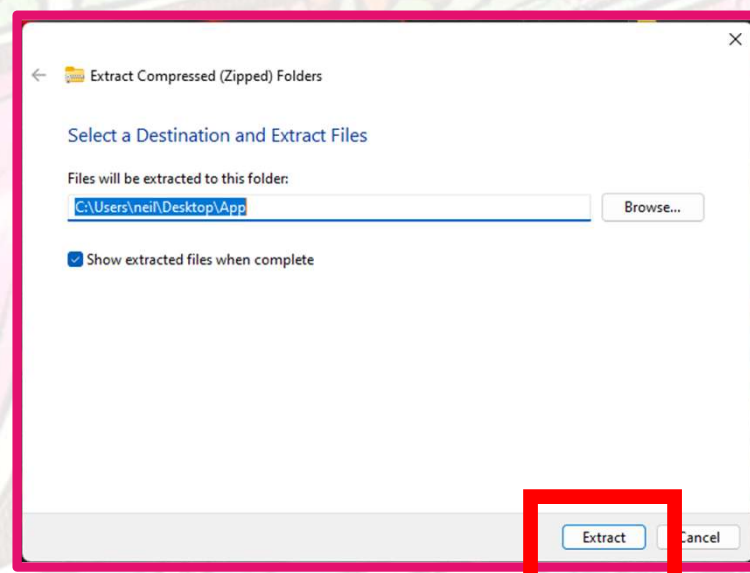 Extract Compressed (Zipped) Folders
Select a Destination and Extract Files
Files will be extracted to this folder:
C:\Users\neil\Desktop\App
Browse...
Show extracted files when complete
Extract
Cancel